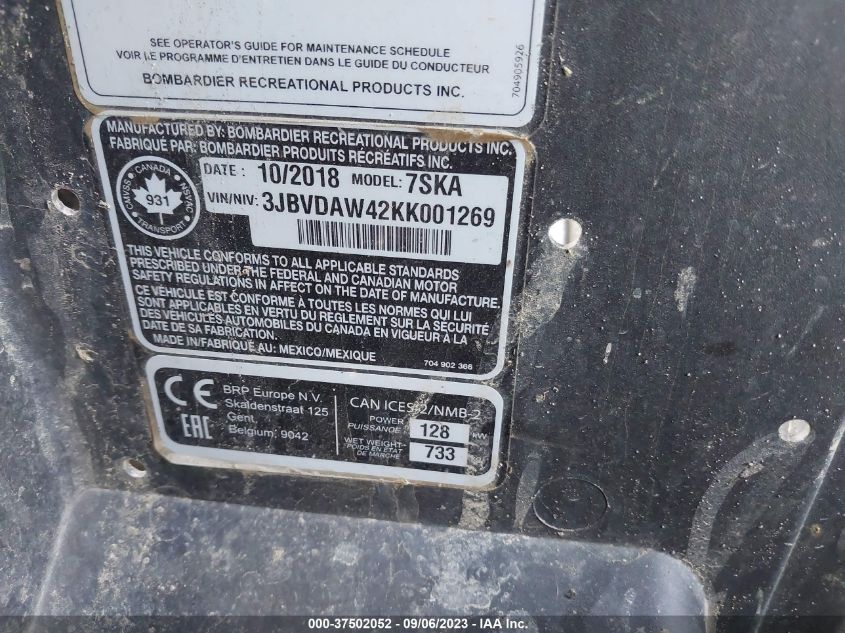 SEE OPERATOR'S GUIDE FOR MAINTENANCE SCHEDULE
VOIR LE PROGRAMME D'ENTRETIEN DANS LE GUIDE DU CONDUCTEUR
BOMBARDIER RECREATIONAL PRODUCTS INC.
704905926
MANUFACTURED BY: BOMBARDIER RECREATIONAL PRODUCTS INC.
FABRIQUÉ PAR: BOMBARDIER PRODUITS RÉCRÉATIFS INC.
CANADA
CMVSS
NSVAC
931
TRANSPORT
DATE : 10/2018 MODEL: 7SKA
VIN/NIV: 3JBVDAW42KK001269
THIS VEHICLE CONFORMS TO ALL APPLICABLE STANDARDS
PRESCRIBED UNDER THE FEDERAL AND CANADIAN MOTOR
SAFETY REGULATIONS IN AFFECT ON THE DATE OF MANUFACTURE.
CE VÉHICULE EST CONFORME À TOUTES LES NORMES QUI LUI
SONT APPLICABLES EN VERTU DU RÈGLEMENT SUR LA SÉCURITÉ
DES VÉHICULES AUTOMOBILES DU CANADA EN VIGUEUR À LA
DATE DE SA FABRICATION.
MADE IN/FABRIQUÉ AU: MEXICO/MEXIQUE
704 902 366
CE
EAC
BRP Europe N.V.
Skaldenstraat 125
Gent,
Belgium, 9042
CAN ICES-2/NMB-2
POWER
PUISSANCE : 128 kW
WET WEIGHT
POIDS EN ÉTAT
DE MARCHE
733
000-37502052 - 09/06/2023 - IAA Inc.